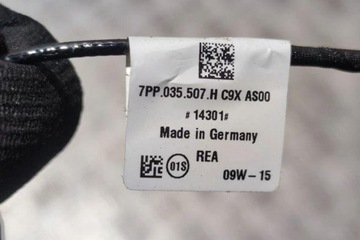 7PP.035.507.H C9X AS00
#14301#
Made in Germany
REA
01S
09W-15